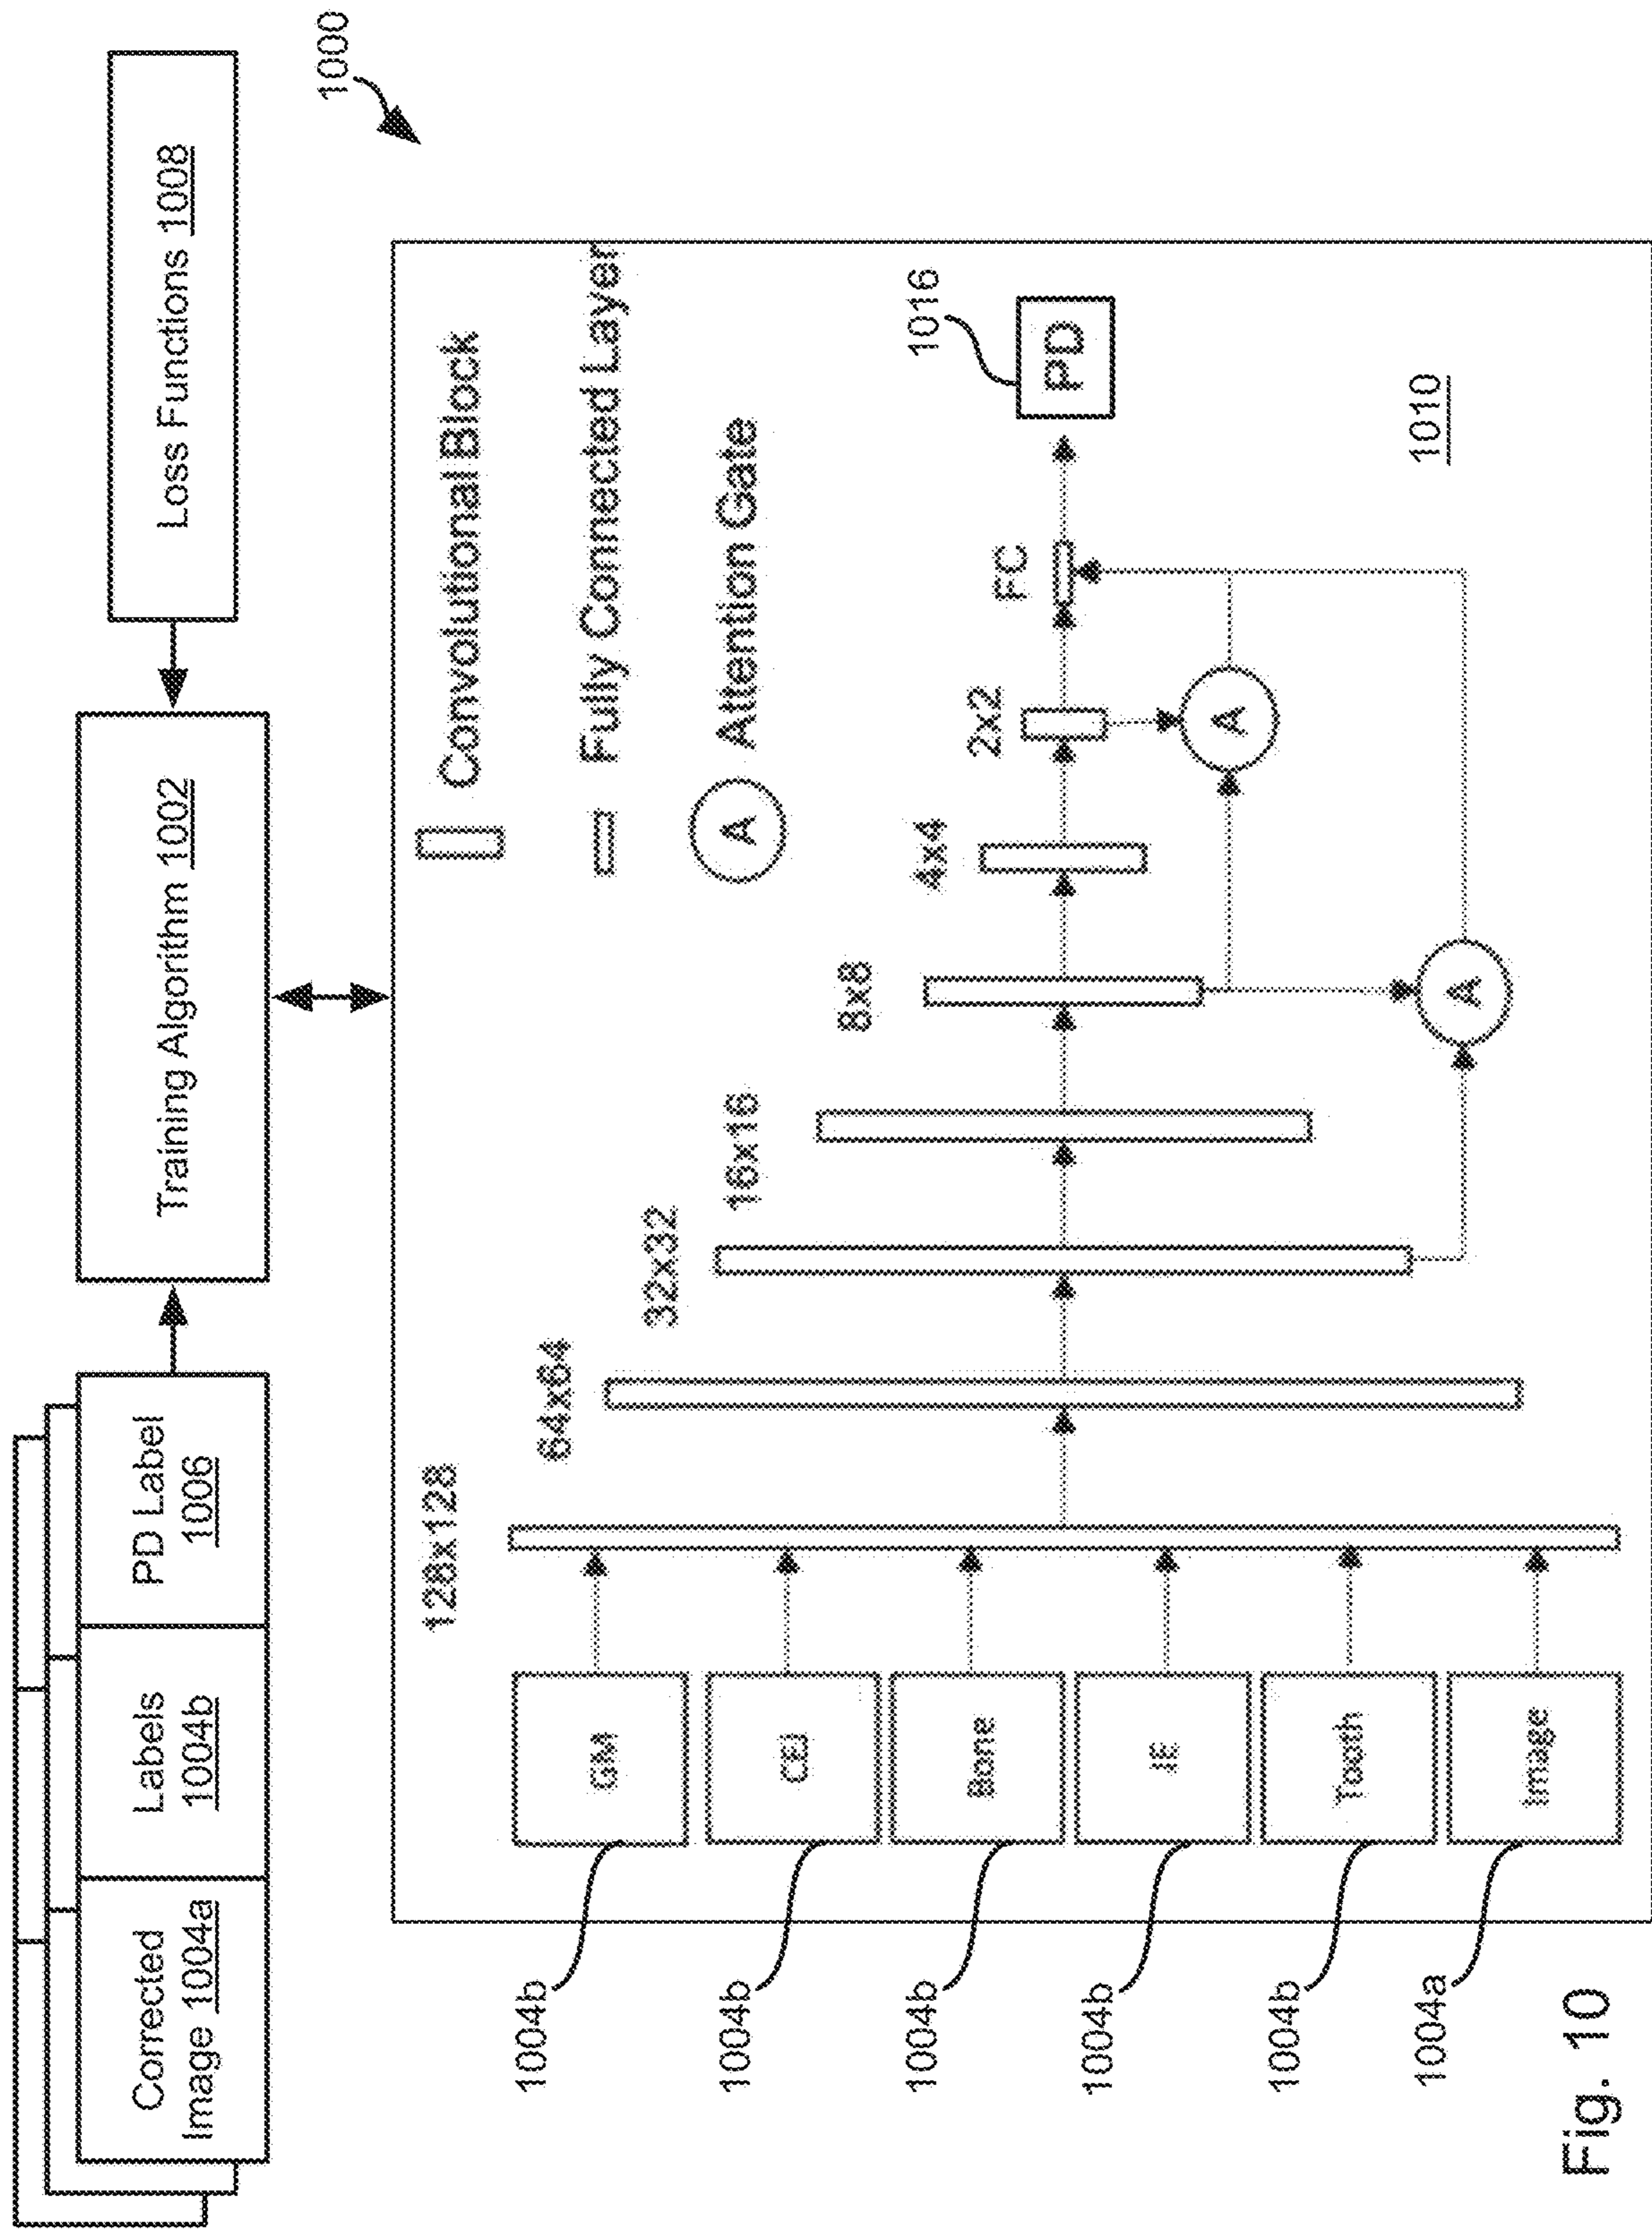 Corrected
Image 1004a
Labels
1004b
PD Label
1006
Training Algorithm 1002
Loss Functions 1008
1000
Convolutional Block
Fully Connected Layer
A Attention Gate
128x128
64x64
32x32
16x16
8x8
4x4
2x2
FC
1016
PD
1004b
GM
1004b
CEJ
1004b
Bone
1004b
JE
1004b
Tooth
1004a
Image
A
A
1010
Fig. 10